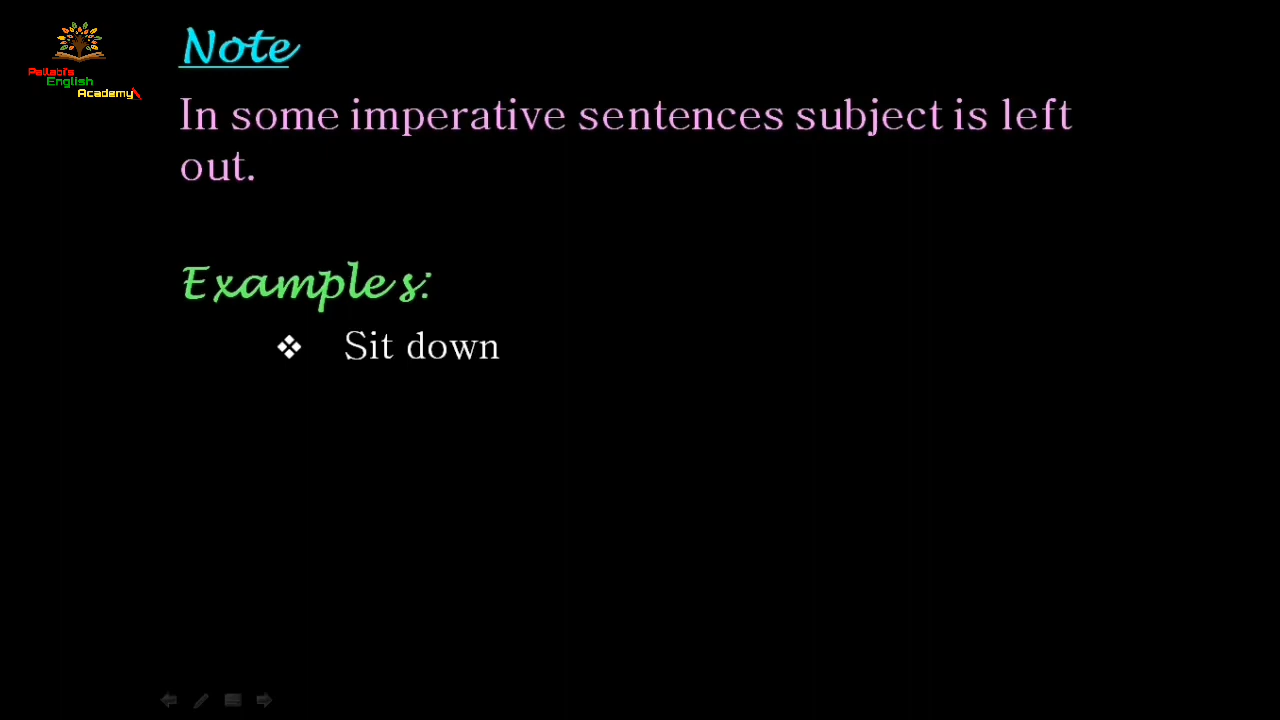 Pallabi's
English
Academy
Note
In some imperative sentences subject is left
out.
Examples:
❖ Sit down